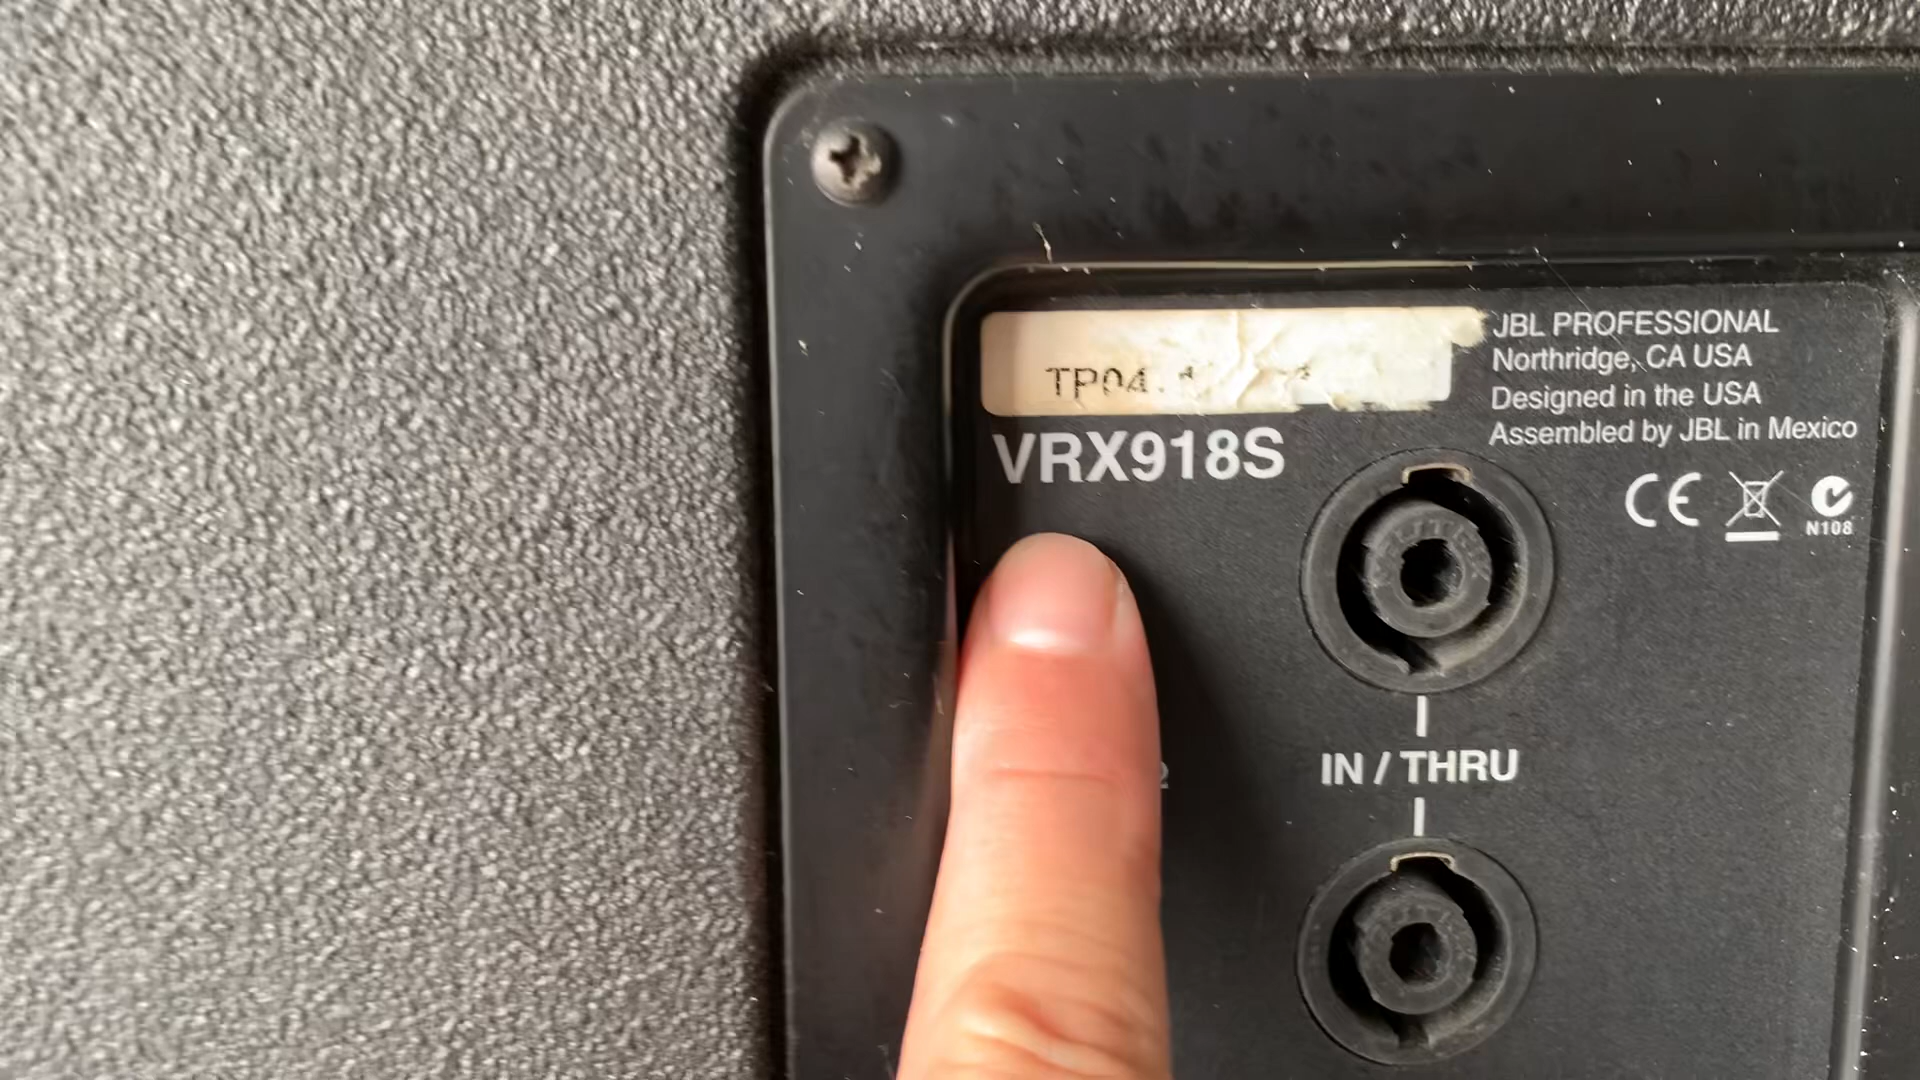 JBL PROFESSIONAL
Northridge, CA USA
Designed in the USA
Assembled by JBL in Mexico
TP04.
VRX918S
CE
N108
IN / THRU
2